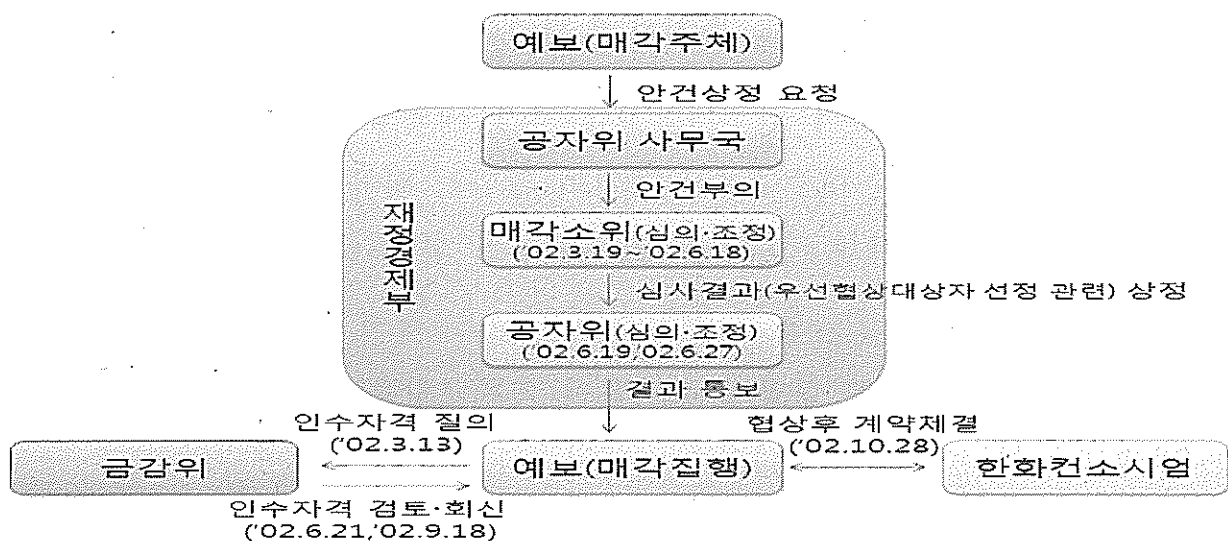 예보(매각주체)
안건상정 요청
공자위 사무국
안건부의
재정경제부
매각소위(심의·조정)
('02.3.19~'02.6.18)
심사결과(우선협상대상자 선정 관련) 상정
공자위(심의·조정)
('02.6.19,'02.6.27)
결과 통보
인수자격 질의
('02.3.13)
협상후 계약체결
('02.10.28)
금감위
예보(매각집행)
한화컨소시엄
인수자격 검토·회신
('02.6.21,'02.9.18)